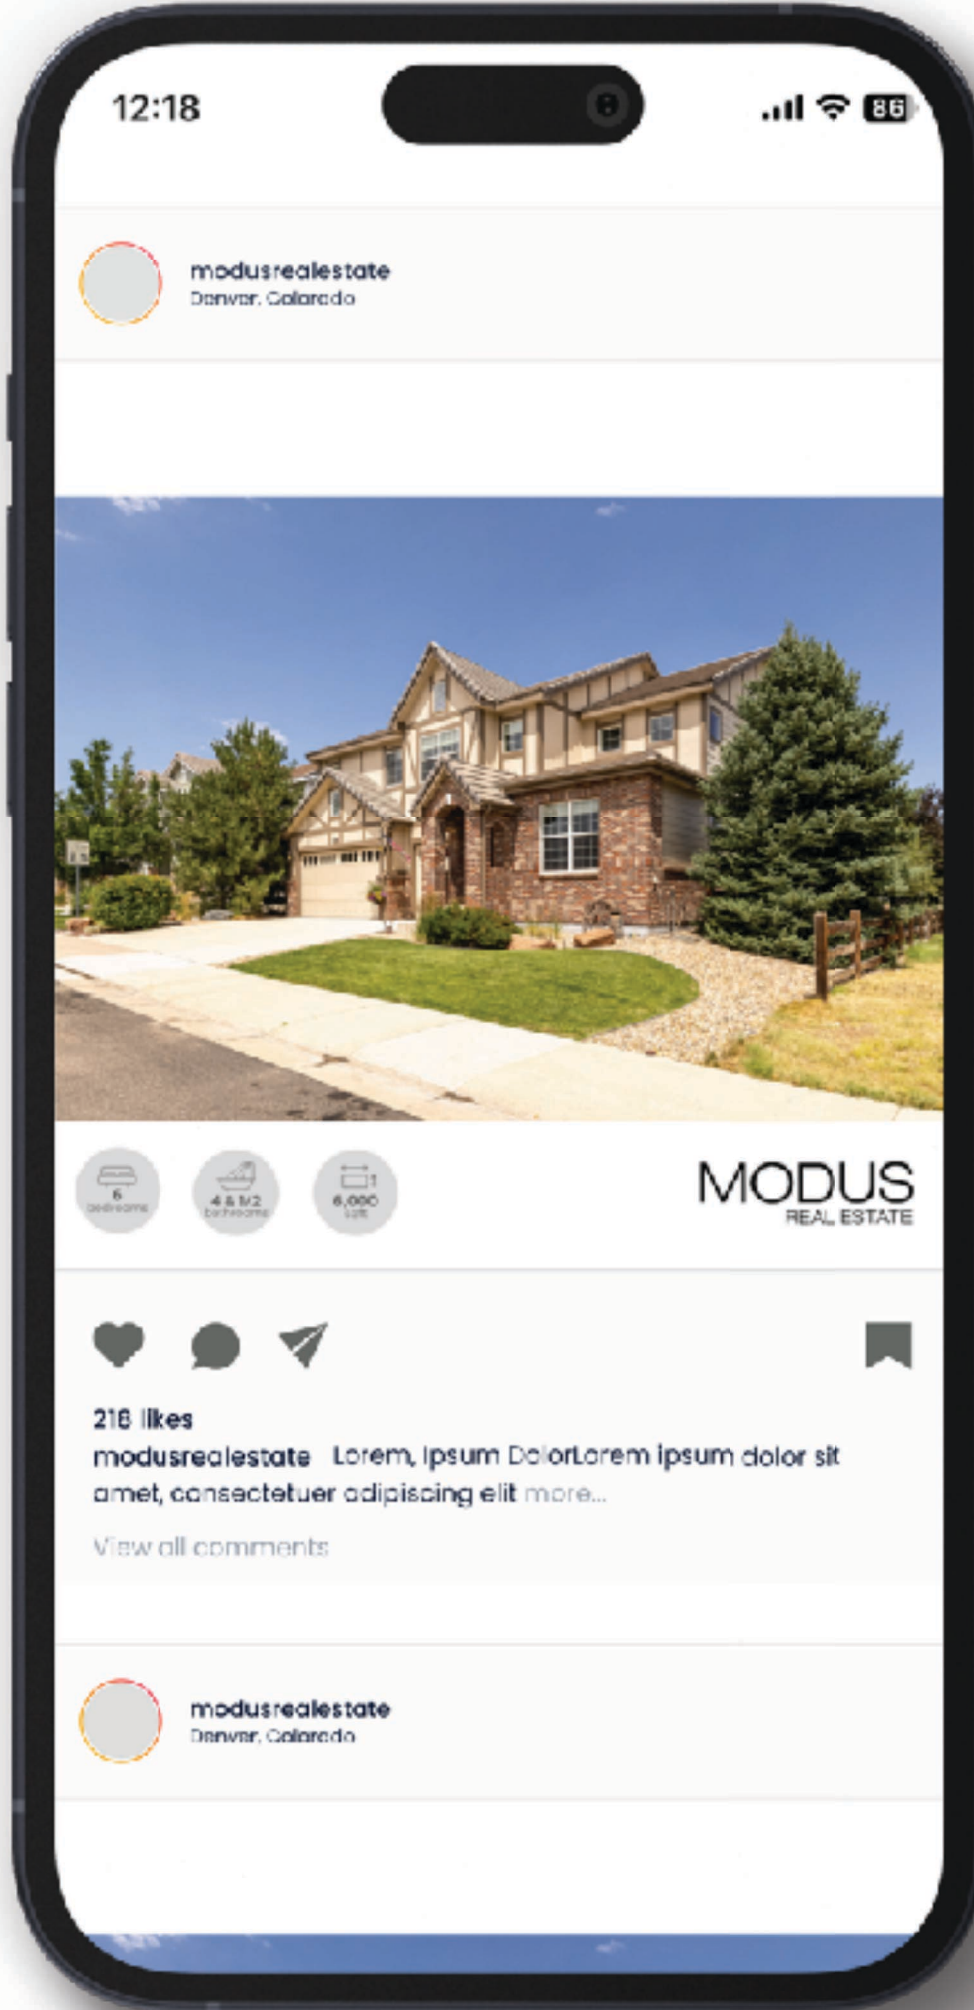 12:18
86
modusrealestate
Denver, Colorado
6
bedrooms
4 & 1/2
bathrooms
6,000
sqft
MODUS
REAL ESTATE
218 likes
modusrealestate Lorem, Ipsum DolorLorem ipsum dolor sit
amet, consectetuer adipiscing elit more...
View all comments
modusrealestate
Denver, Colorado